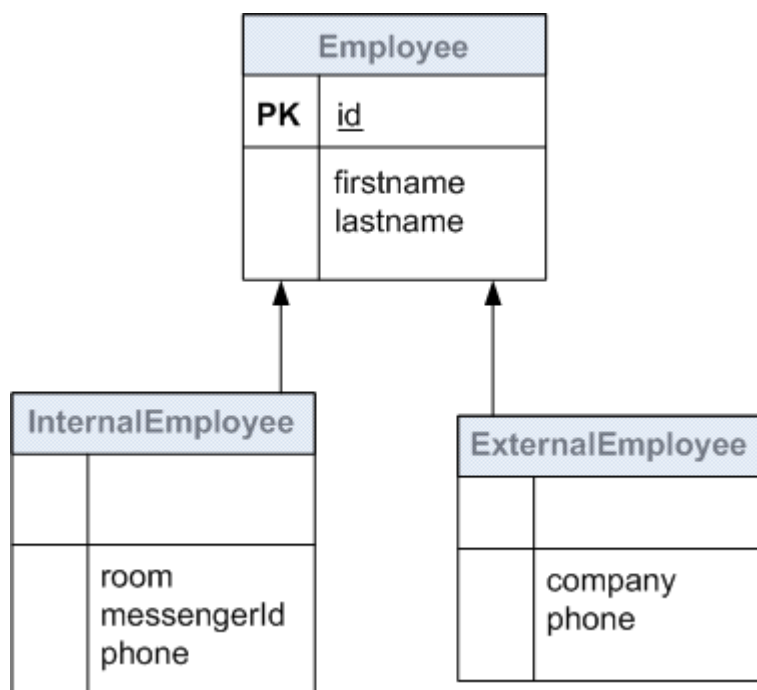 Employee
PK id
firstname
lastname
InternalEmployee
room
messengerId
phone
ExternalEmployee
company
phone